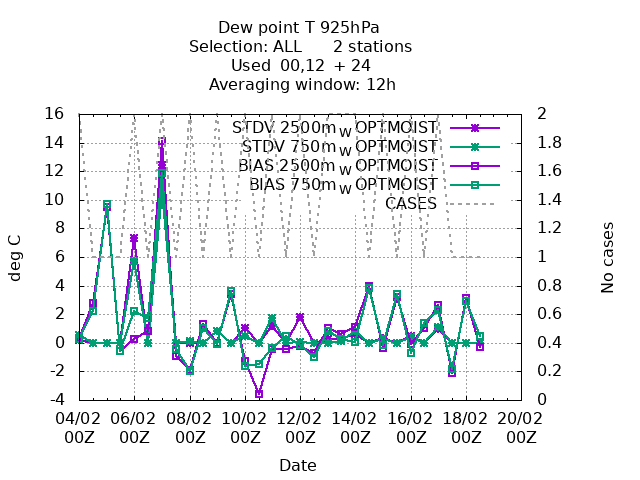 Dew point T 925hPa
Selection: ALL 2 stations
Used 00,12 + 24
Averaging window: 12h
STDV 2500m WOPTMOIST
STDV 750m WOPTMOIST
BIAS 2500m WOPTMOIST
BIAS 750m WOPTMOIST
CASES
deg C
16
14
12
10
8
6
4
2
0
-2
-4
No cases
2
1.8
1.6
1.4
1.2
1
0.8
0.6
0.4
0.2
0
04/02 06/02 08/02 10/02 12/02 14/02 16/02 18/02 20/02
00Z 00Z 00Z 00Z 00Z 00Z 00Z 00Z 00Z
Date